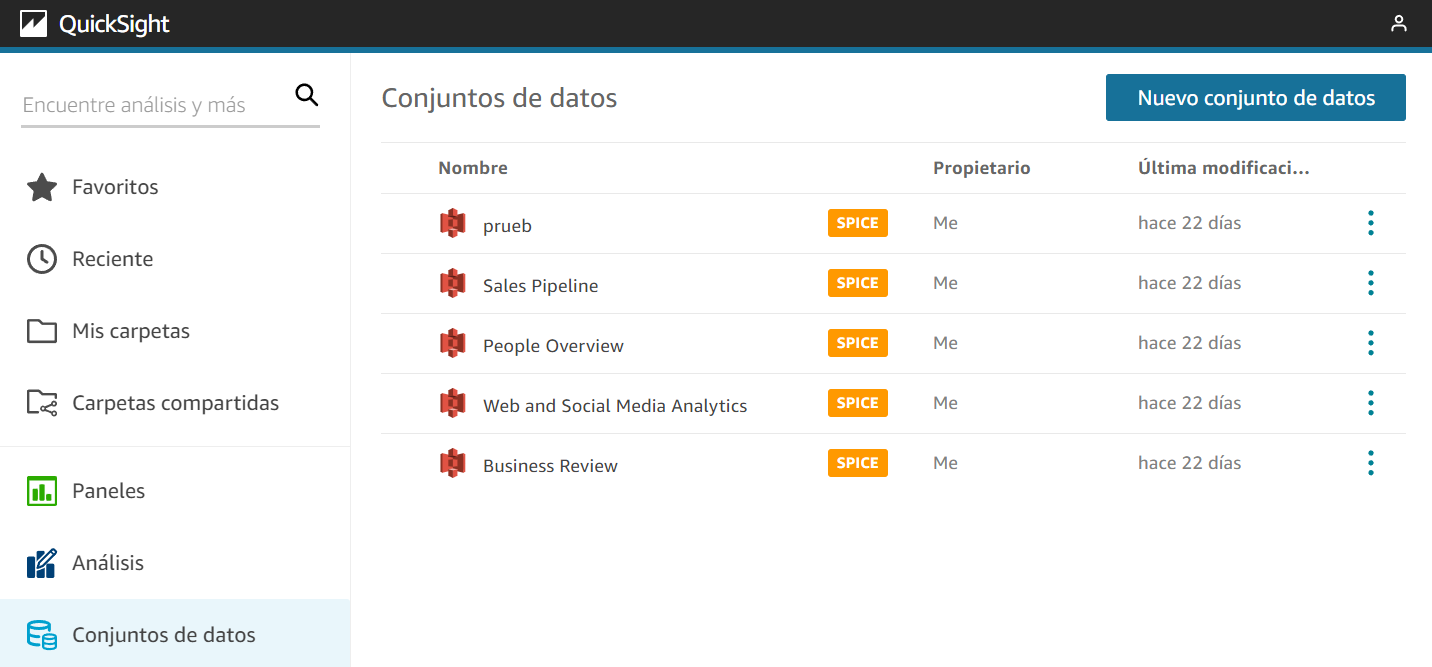 QuickSight
Encuentre análisis y más
Favoritos
Reciente
Mis carpetas
Carpetas compartidas
Paneles
Análisis
Conjuntos de datos
Conjuntos de datos
Nuevo conjunto de datos
Nombre Propietario Última modificaci...
prueb SPICE Me hace 22 días
Sales Pipeline SPICE Me hace 22 días
People Overview SPICE Me hace 22 días
Web and Social Media Analytics SPICE Me hace 22 días
Business Review SPICE Me hace 22 días